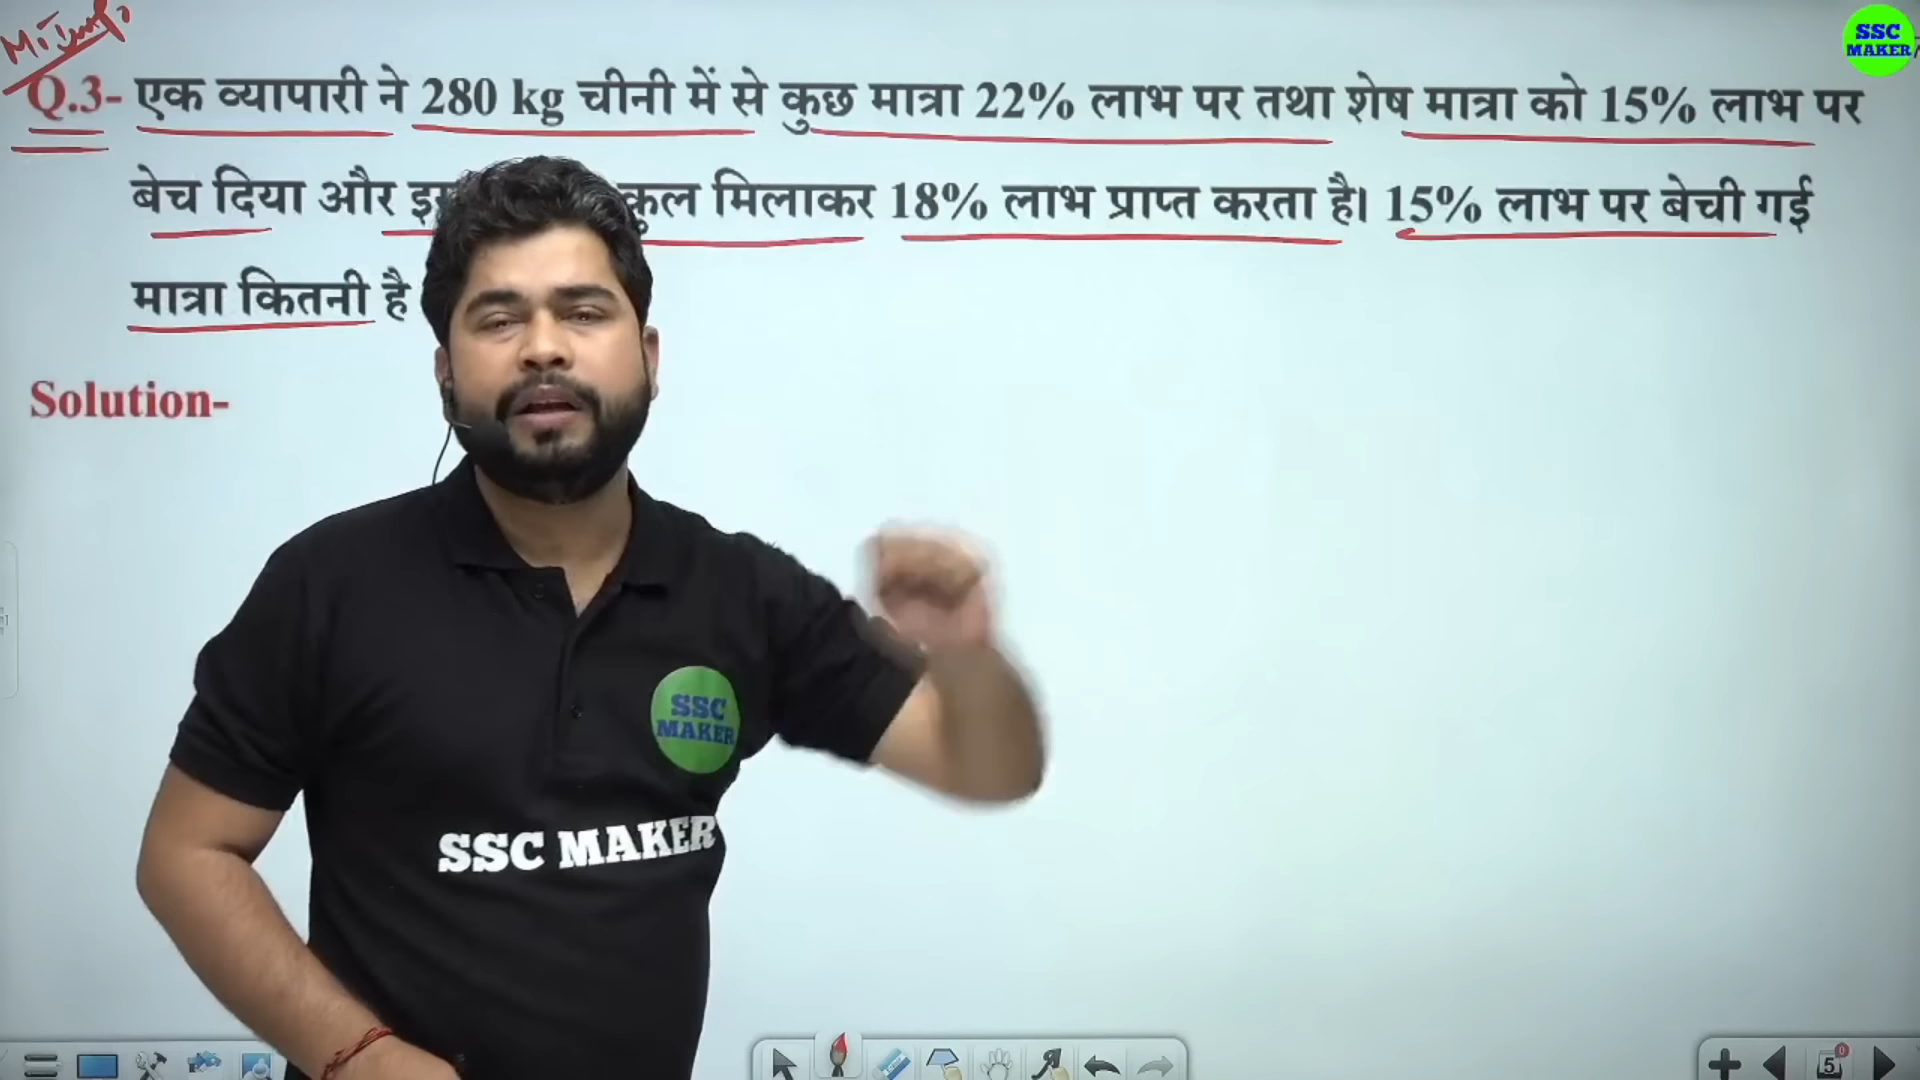 SSC
MAKER
Q.3- एक व्यापारी ने 280 kg चीनी में से कुछ मात्रा 22% लाभ पर तथा शेष मात्रा को 15% लाभ पर
बेच दिया और कुल मिलाकर 18% लाभ प्राप्त करता है। 15% लाभ पर बेची गई
मात्रा कितनी है
Solution-
SSC
MAKER
SSC MAKER
5